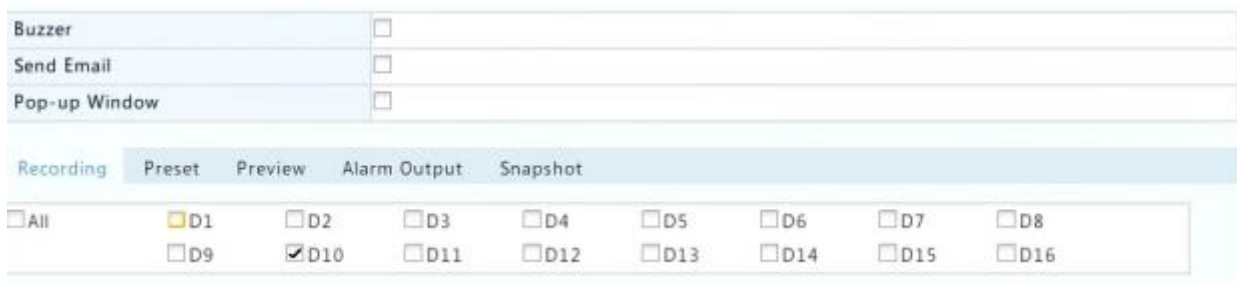 Buzzer
Send Email
Pop-up Window
Recording Preset Preview Alarm Output Snapshot
All D1 D2 D3 D4 D5 D6 D7 D8
D9 D10 D11 D12 D13 D14 D15 D16